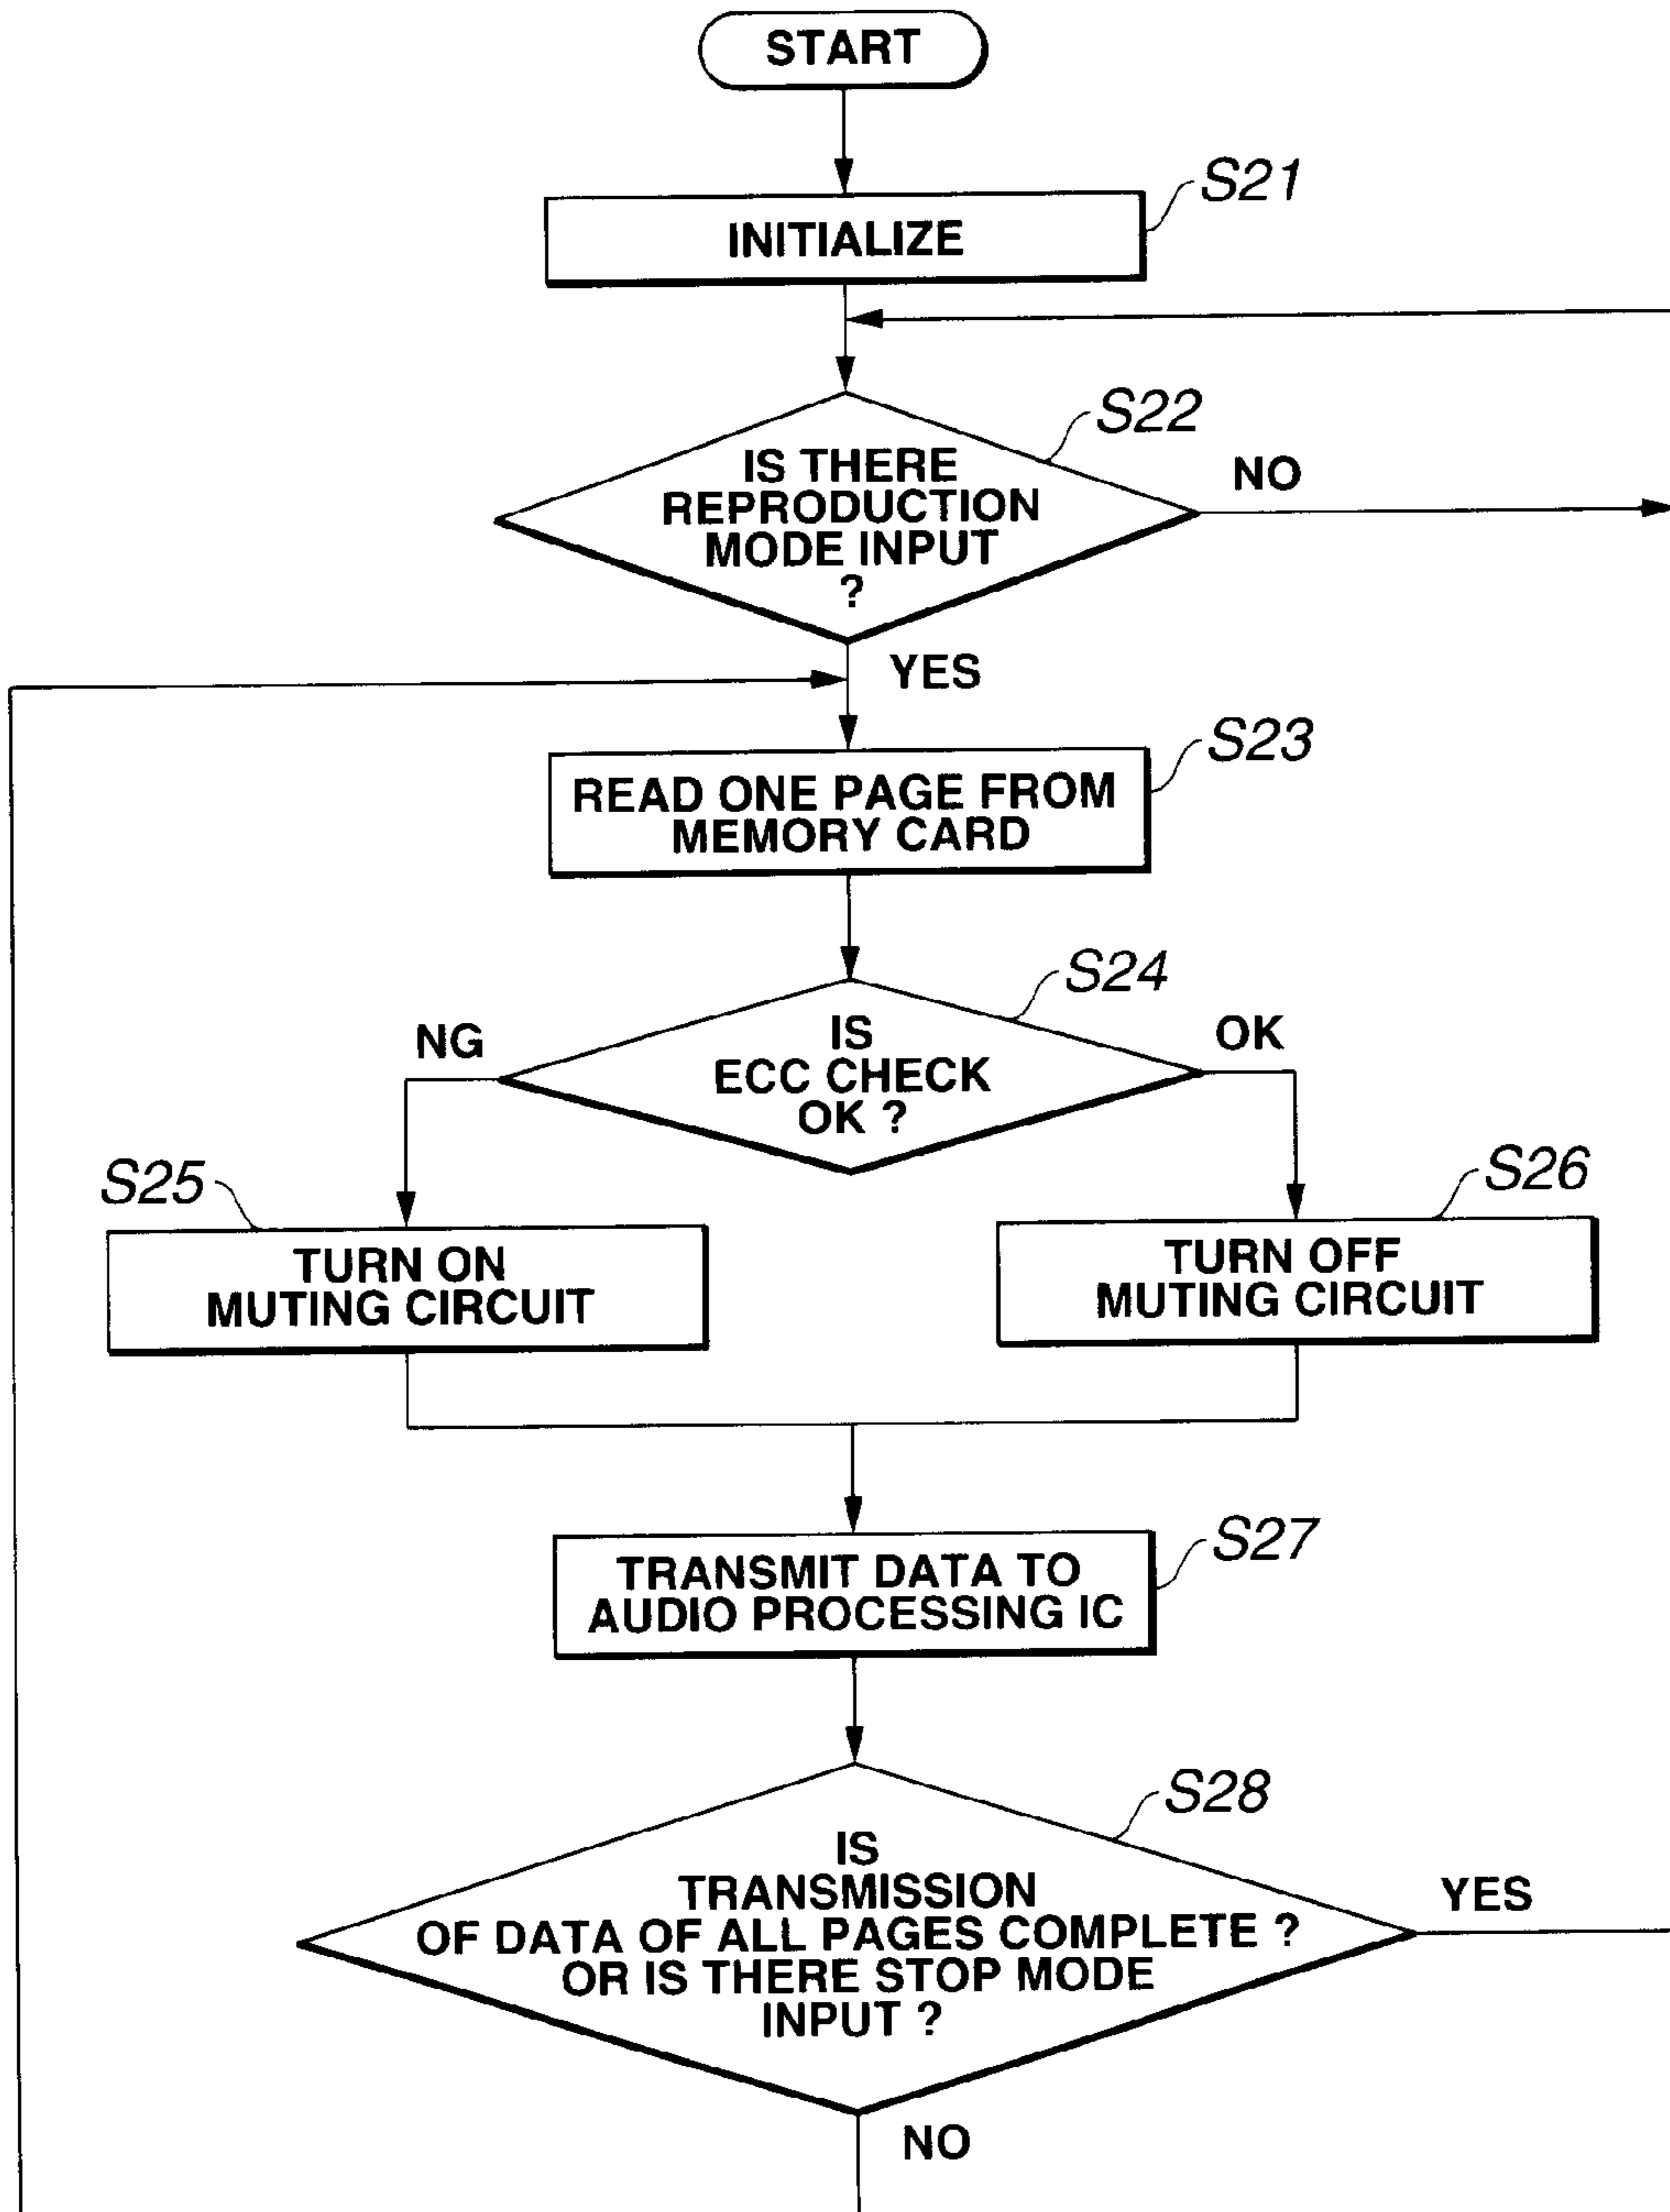 START
S21
INITIALIZE
S22
IS THERE
REPRODUCTION
MODE INPUT
?
NO
YES
S23
READ ONE PAGE FROM
MEMORY CARD
S24
IS
ECC CHECK
OK ?
NG
OK
S25
TURN ON
MUTING CIRCUIT
S26
TURN OFF
MUTING CIRCUIT
S27
TRANSMIT DATA TO
AUDIO PROCESSING IC
S28
IS
TRANSMISSION
OF DATA OF ALL PAGES COMPLETE ?
OR IS THERE STOP MODE
INPUT ?
YES
NO